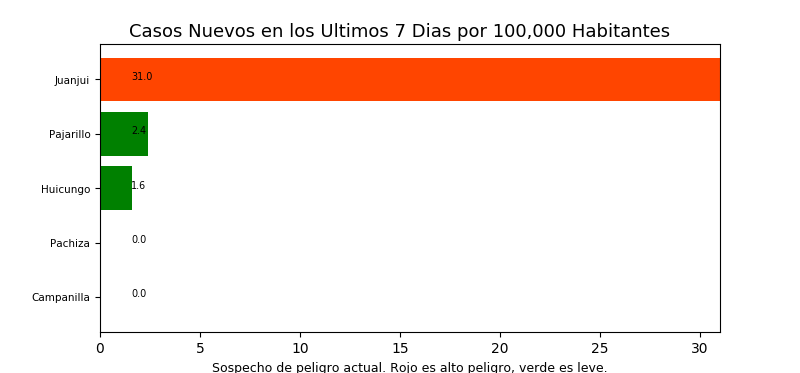 Casos Nuevos en los Ultimos 7 Dias por 100,000 Habitantes
Juanjui 31.0
Pajarillo 2.4
Huicungo 1.6
Pachiza 0.0
Campanilla 0.0
0 5 10 15 20 25 30
Sospecho de peligro actual. Rojo es alto peligro, verde es leve.